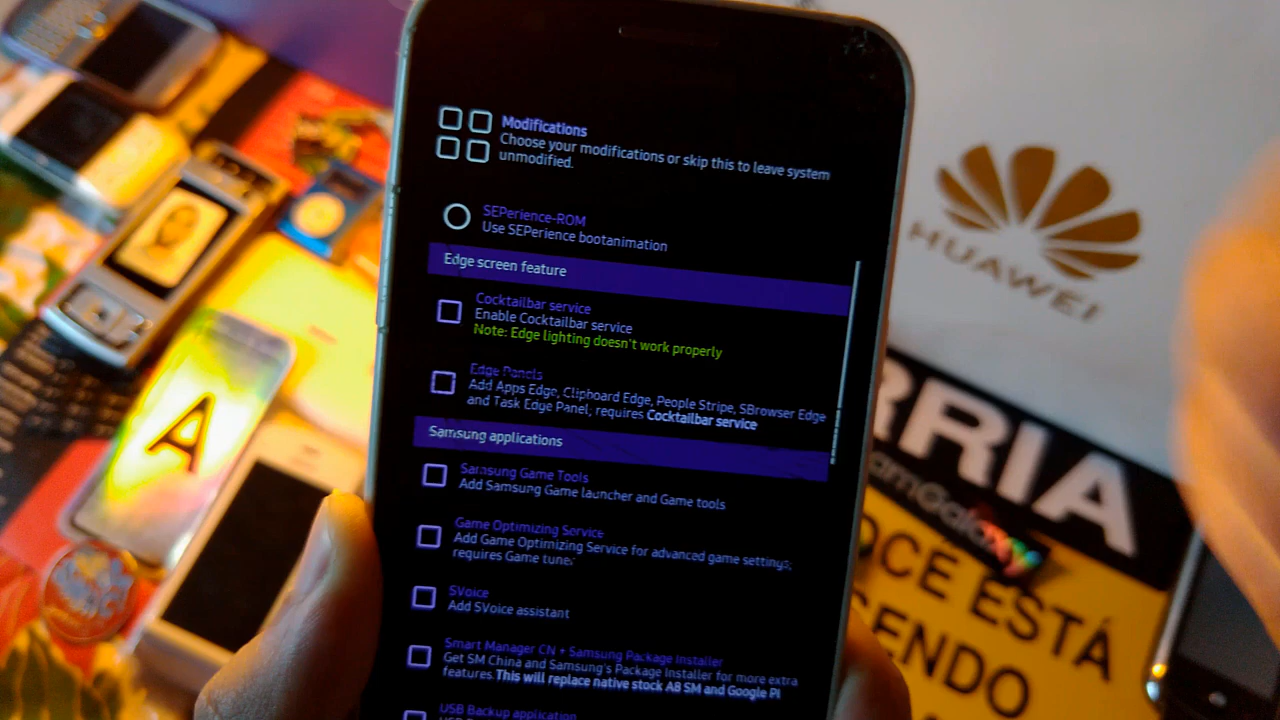 Modifications
Choose your modifications or skip this to leave system
unmodified.
SEPerience-ROM
Use SEPerience bootanimation
Edge screen feature
Cocktailbar service
Enable Cocktailbar service
Note: Edge lighting doesn't work properly
Edge Panels
Add Apps Edge, Clipboard Edge, People Stripe, SBrowser Edge
and Task Edge Panel; requires Cocktailbar service
Samsung applications
Samsung Game Tools
Add Samsung Game launcher and Game tools
Game Optimizing Service
Add Game Optimizing Service for advanced game settings;
requires Game tuner
SVoice
Add SVoice assistant
Smart Manager CN + Samsung Package Installer
Get SM China and Samsung's Package Installer for more extra
features. This will replace native stock A8 SM and Google PI
USB Backup application
HUAWEI
RRIA
OCÊ ESTÁ
ENDO
A